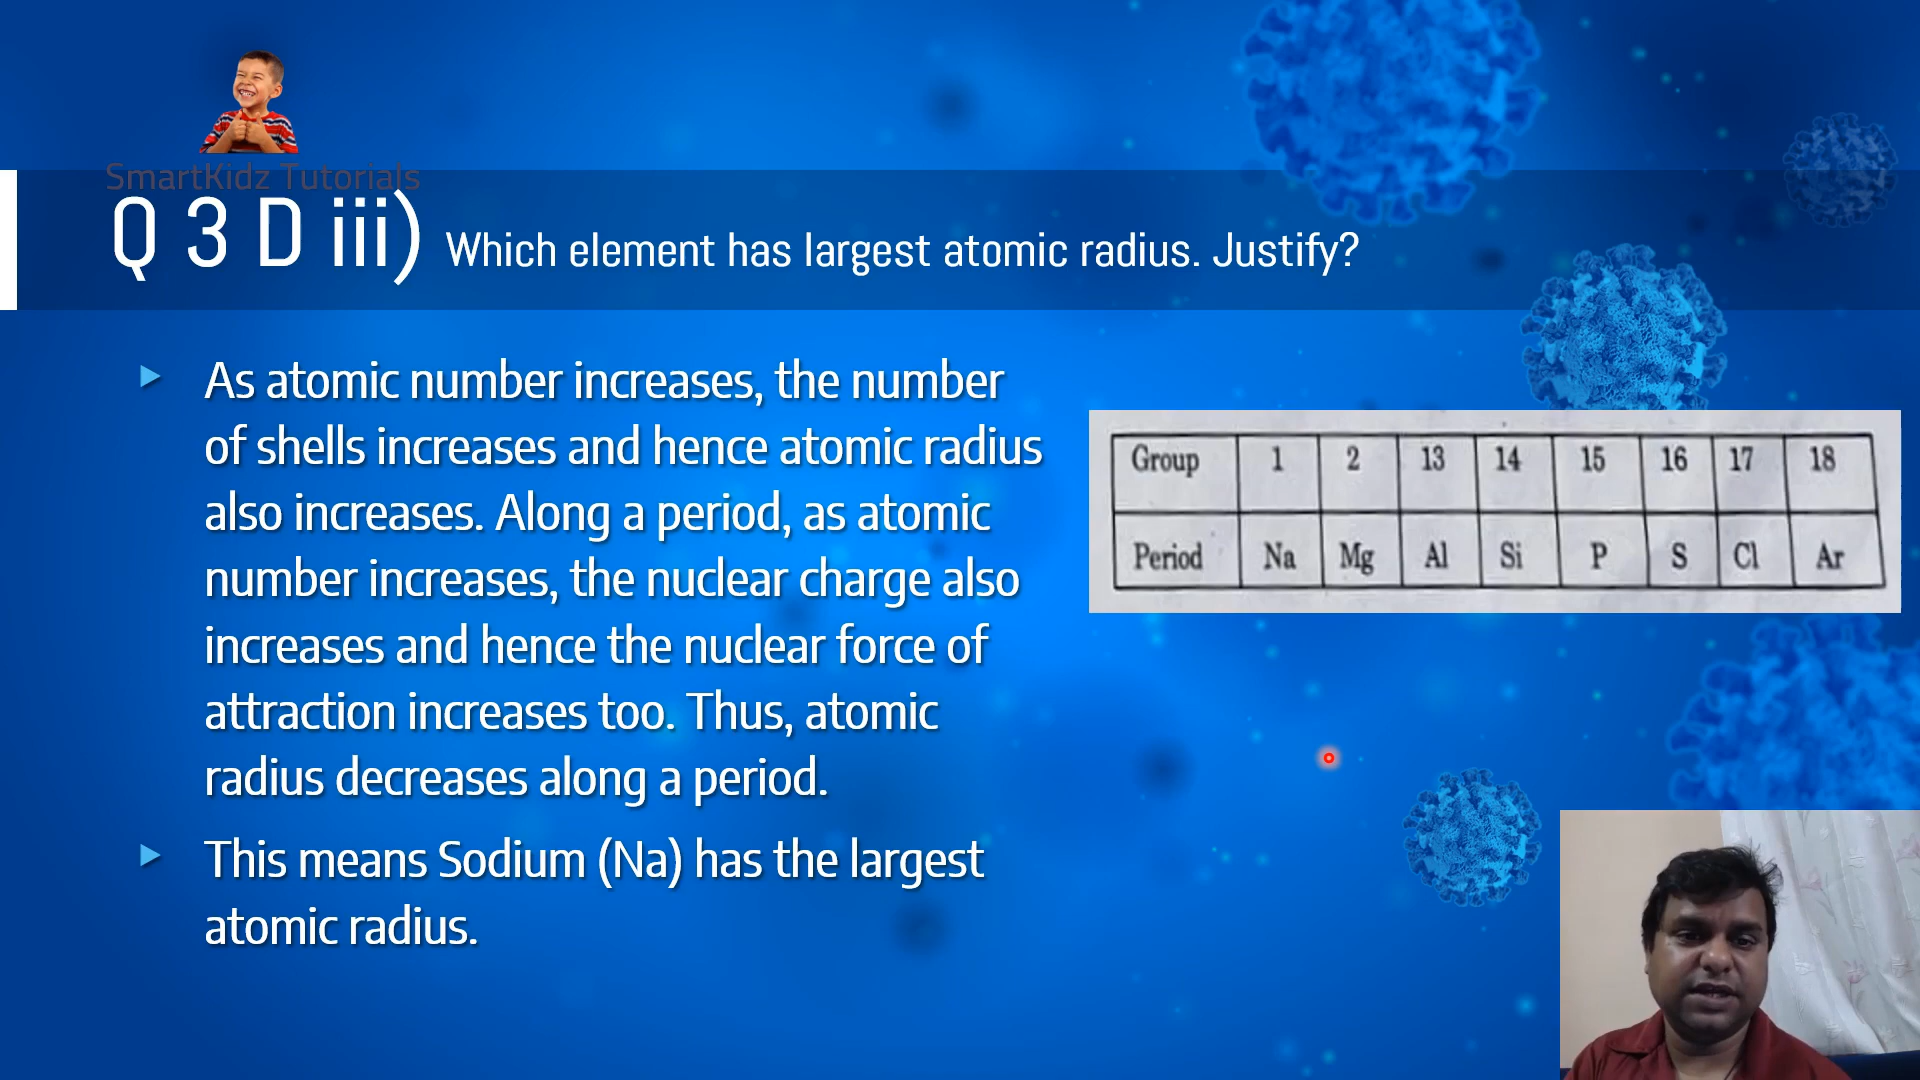 SmartKidz Tutorials
Q 3 D iii) Which element has largest atomic radius. Justify?
As atomic number increases, the number
of shells increases and hence atomic radius
also increases. Along a period, as atomic
number increases, the nuclear charge also
increases and hence the nuclear force of
attraction increases too. Thus, atomic
radius decreases along a period.
This means Sodium (Na) has the largest
atomic radius.
Group 1 2 13 14 15 16 17 18
Period Na Mg Al Si P S Cl Ar